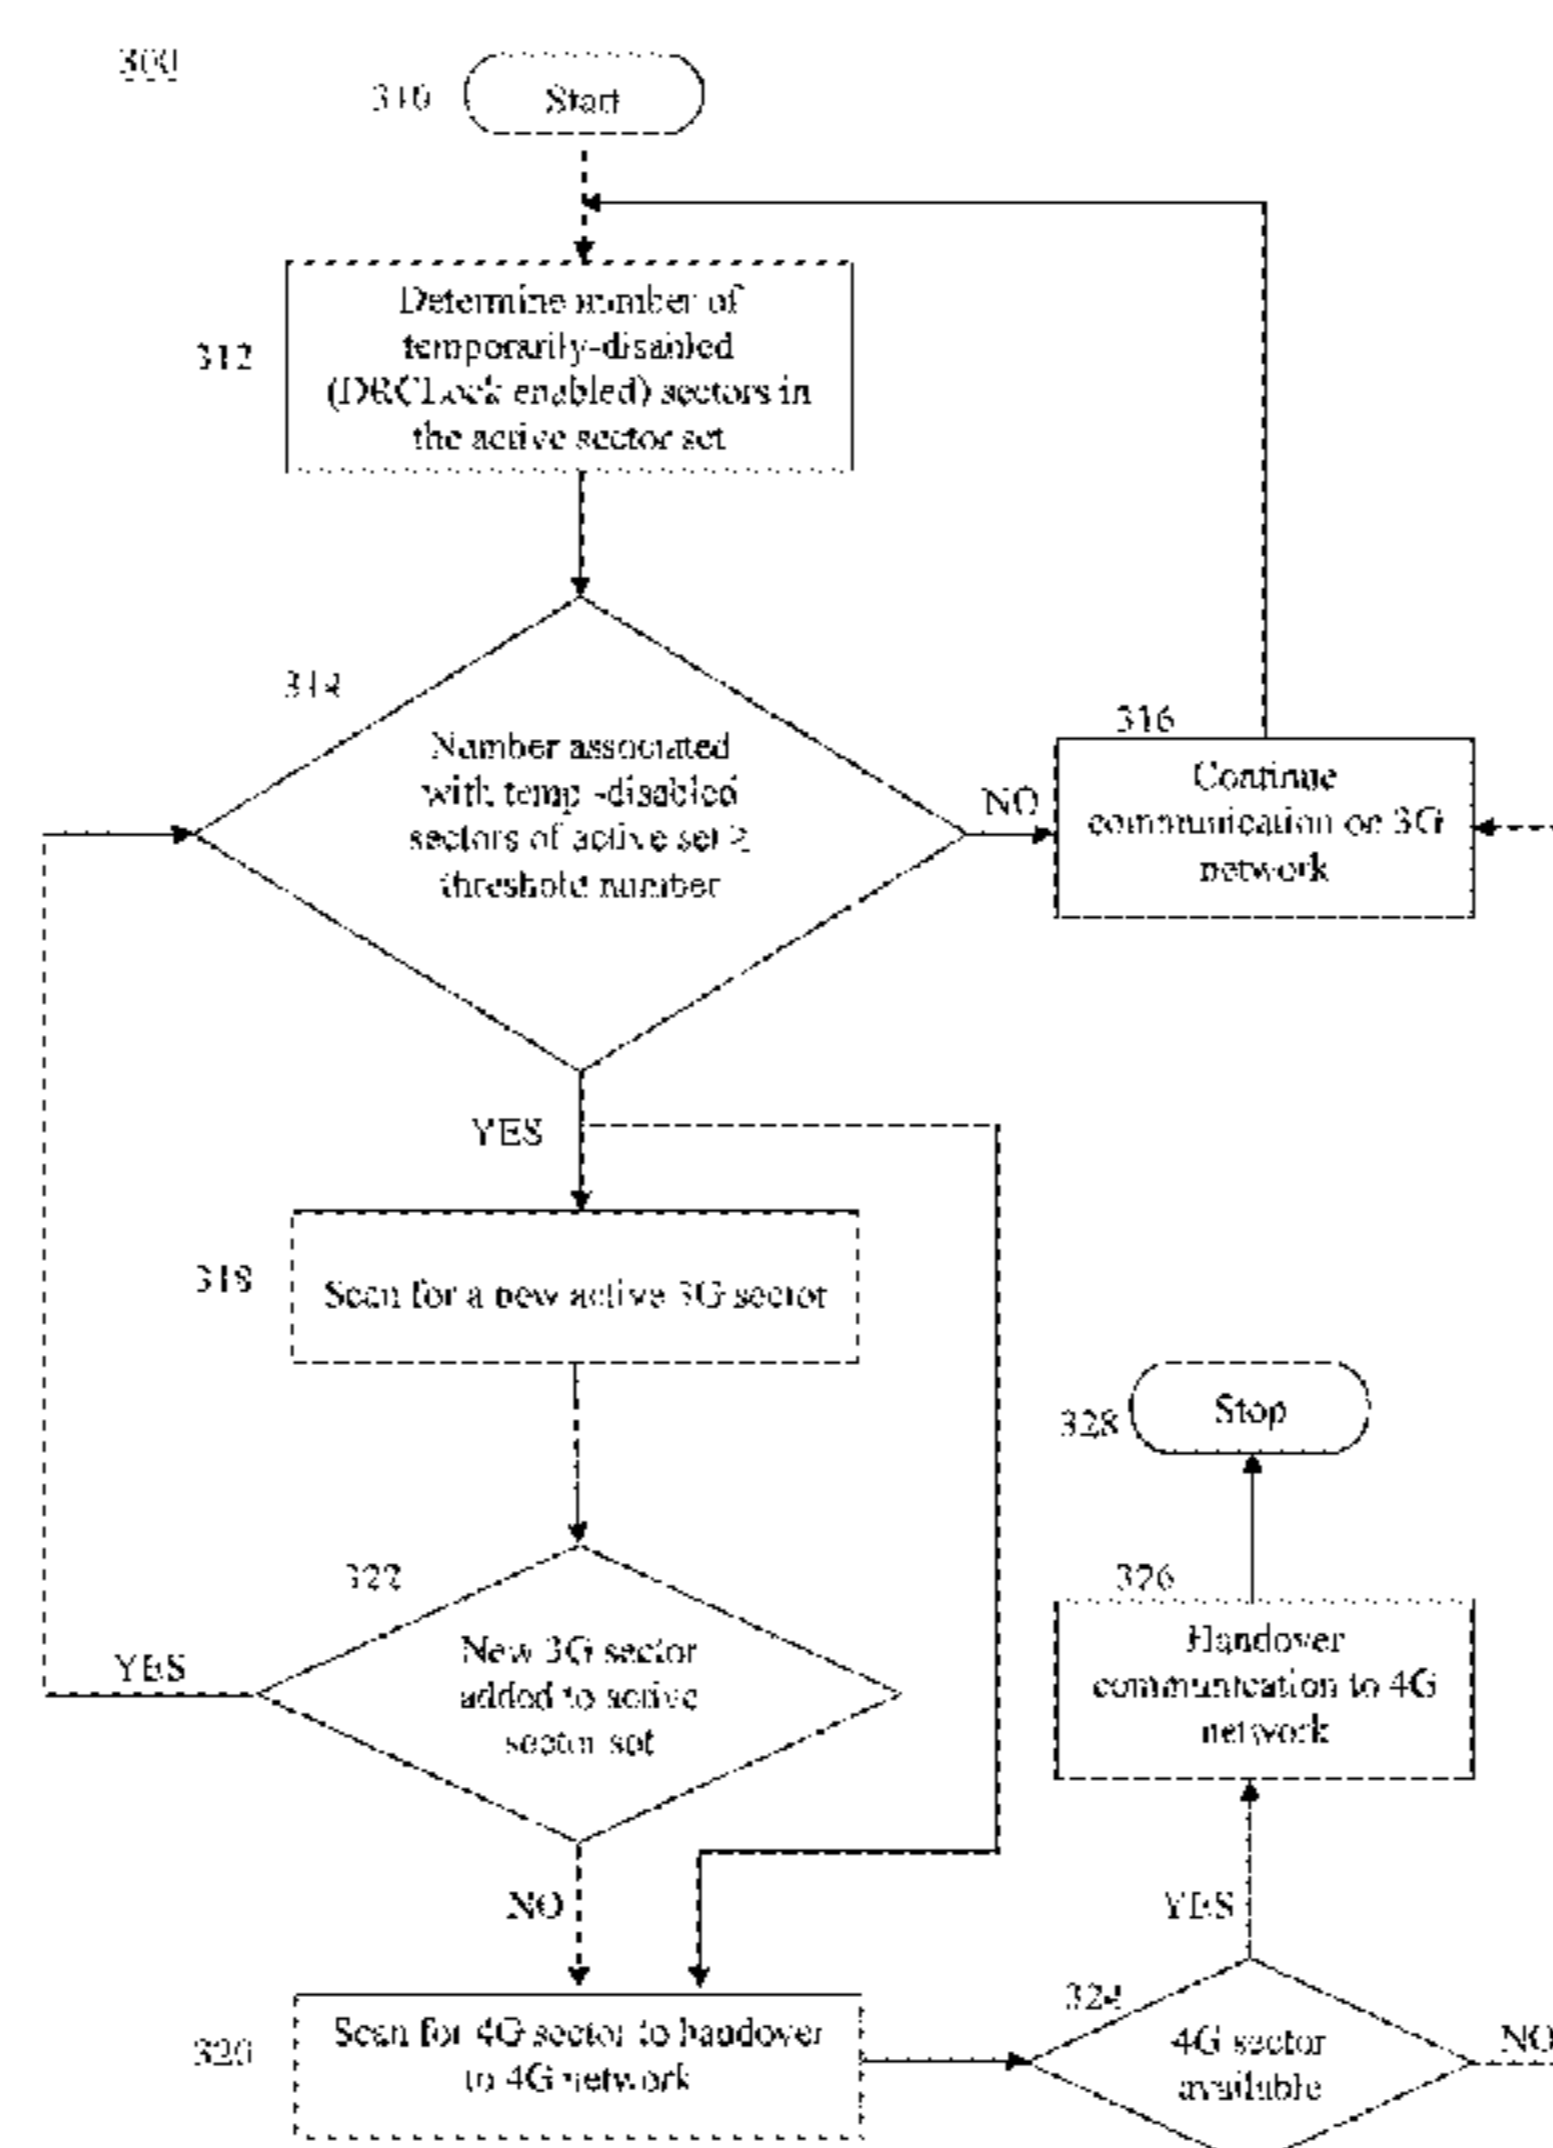 300
310
Start
312
Determine number of
temporarily-disabled
(DRCLock enabled) sectors in
the active sector set
314
Number associated
with temp -disabled
sectors of active set ≥
threshold number
NO
316
Continue
communication on 3G
network
YES
318
Scan for a new active 3G sector
322
New 3G sector
added to active
sector set
YES
NO
320
Scan for 4G sector to handover
to 4G network
324
4G sector
available
NO
YES
326
Handover
communication to 4G
network
328
Stop